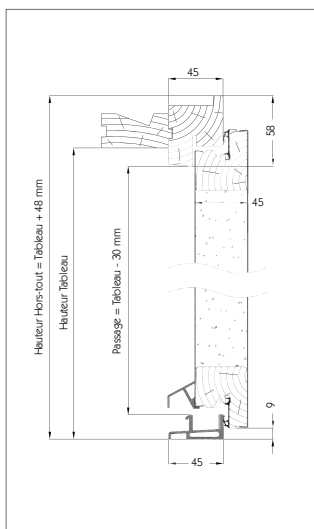 45
58
45
Hauteur Hors-tout = Tableau + 48 mm
Hauteur Tableau
Passage = Tableau - 30 mm
9
45